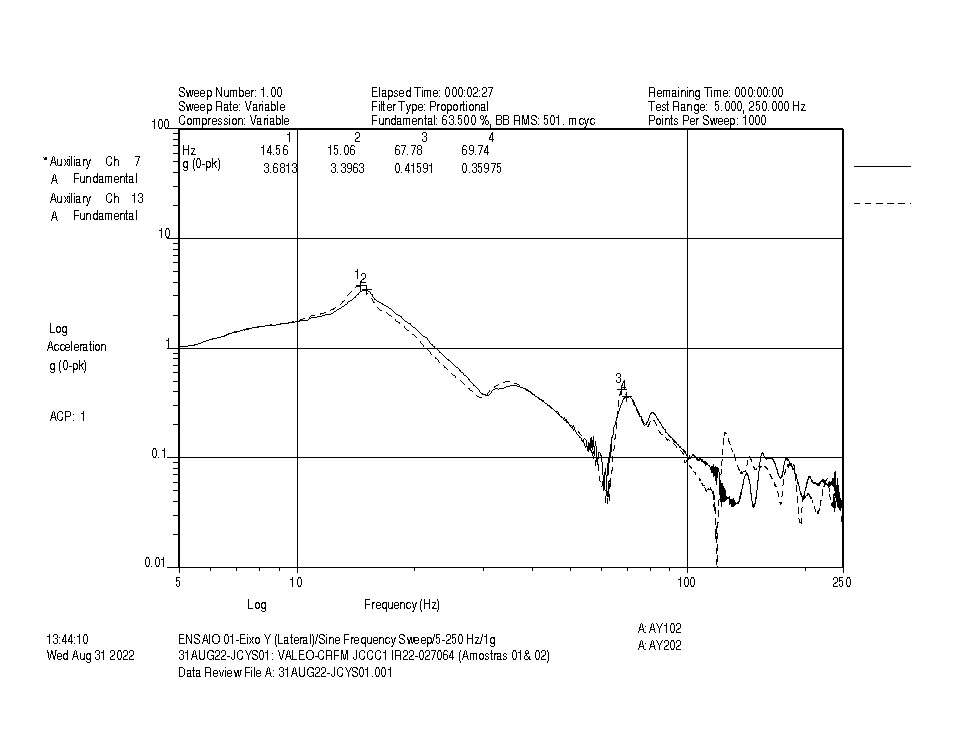 Sweep Number: 1.00 Elapsed Time: 000:02:27 Remaining Time: 000:00:00
Sweep Rate: Variable Filter Type: Proportional Test Range: 5.000, 250.000 Hz
Compression: Variable Fundamental: 63.500 %, BB RMS: 501. mcyc Points Per Sweep: 1000
100
1 2 3 4
Hz 14.56 15.06 67.78 69.74
g (0-pk) 3.6813 3.3963 0.41591 0.35975
*Auxiliary Ch 7
A Fundamental
Auxiliary Ch 13
A Fundamental
10
1 2
Log
1
Acceleration
g (0-pk)
3 4
ACP: 1
0.1
0.01
5 10 100 250
Log Frequency (Hz)
A: AY102
13:44:10 ENSAIO 01-Eixo Y (Lateral)/Sine Frequency Sweep/5-250 Hz/1g
A: AY202
Wed Aug 31 2022 31AUG22-JCYS01: VALEO-CRFM JCCC1 IR22-027064 (Amostras 01& 02)
Data Review File A: 31AUG22-JCYS01.001